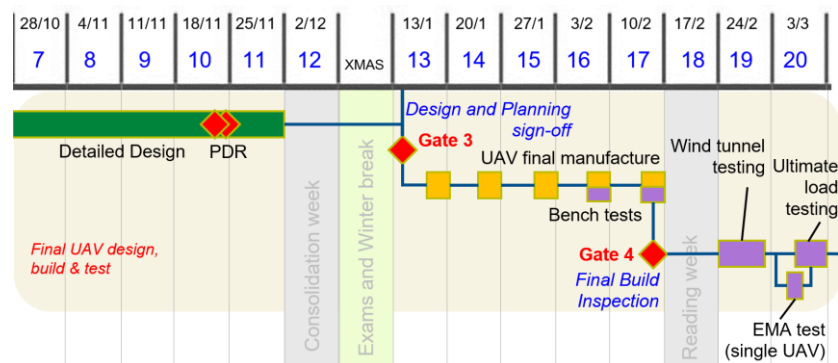 28/10 4/11 11/11 18/11 25/11 2/12 13/1 20/1 27/1 3/2 10/2 17/2 24/2 3/3
7 8 9 10 11 12 XMAS 13 14 15 16 17 18 19 20
Design and Planning
sign-off
Gate 3
Detailed Design
PDR
UAV final manufacture
Bench tests
Wind tunnel
testing
Ultimate
load
testing
Final UAV design,
build & test
Consolidation week
Exams and Winter break
Gate 4
Final Build
Inspection
Reading week
EMA test
(single UAV)